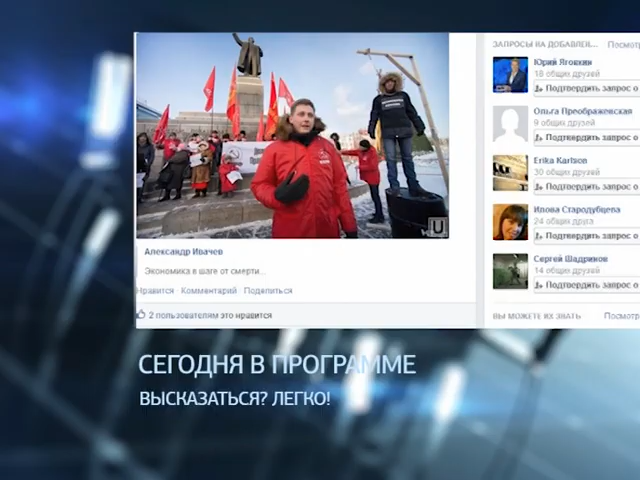 ЗАПРОСЫ НА ДОБАВЛЕН... Посмотр
Юрий Яговкин
18 общих друзей
Подтвердить запрос о
Ольга Преображенская
9 общих друзей
Подтвердить запрос о
Erika Karlson
30 общих друзей
Подтвердить запрос о
Илова Стародубцева
24 общих друга
Подтвердить запрос о
Сергей Шадринов
14 общих друзей
Подтвердить запрос о
ВЫ МОЖЕТЕ ИХ ЗНАТЬ Посмотр
Александр Ивачев
Экономика в шаге от смерти...
Нравится · Комментарий · Поделиться
2 пользователям это нравится
СЕГОДНЯ В ПРОГРАММЕ
ВЫСКАЗАТЬСЯ? ЛЕГКО!